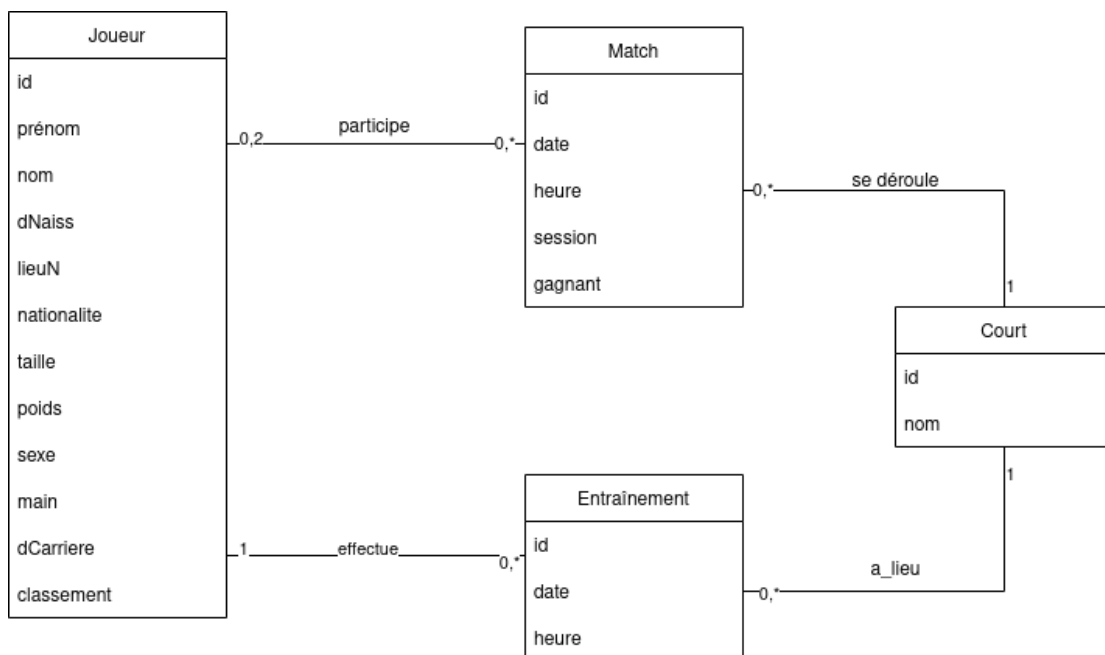 Joueur
id
prénom
nom
dNaiss
lieuN
nationalite
taille
poids
sexe
main
dCarriere
classement
0,2
participe
0,*
Match
id
date
heure
session
gagnant
0,*
se déroule
1
Court
id
nom
1
effectue
0,*
Entraînement
id
date
heure
0,*
a_lieu
1